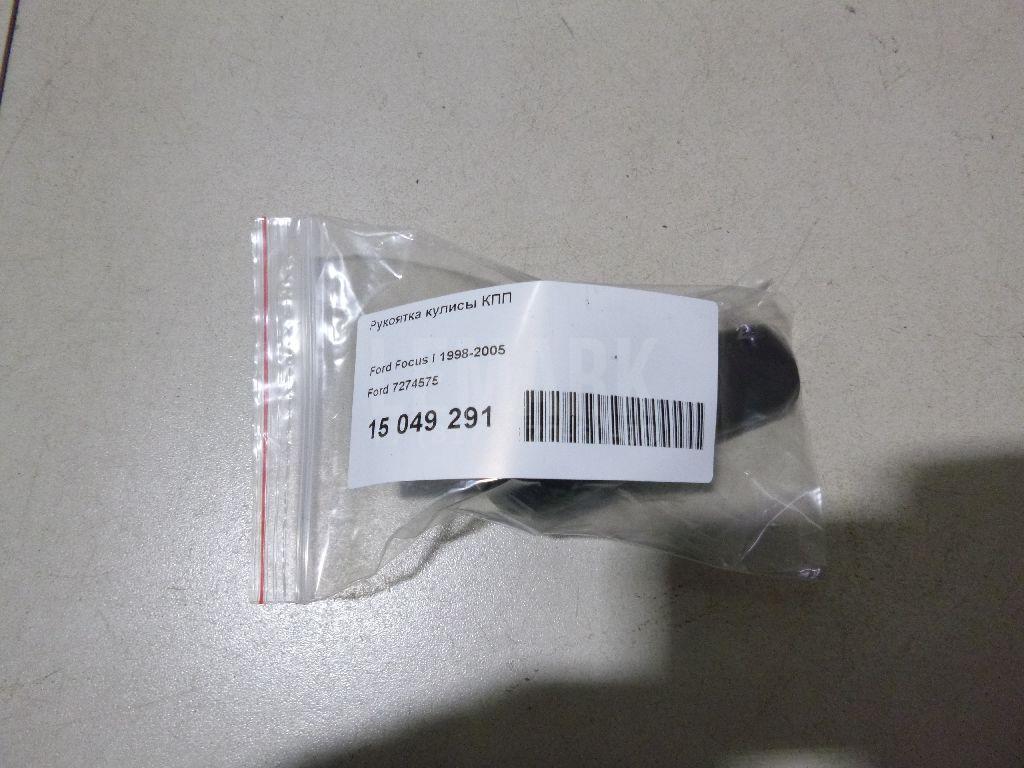 Рукоятка кулисы КПП
Ford Focus I 1998-2005
Ford 7274575
15 049 291